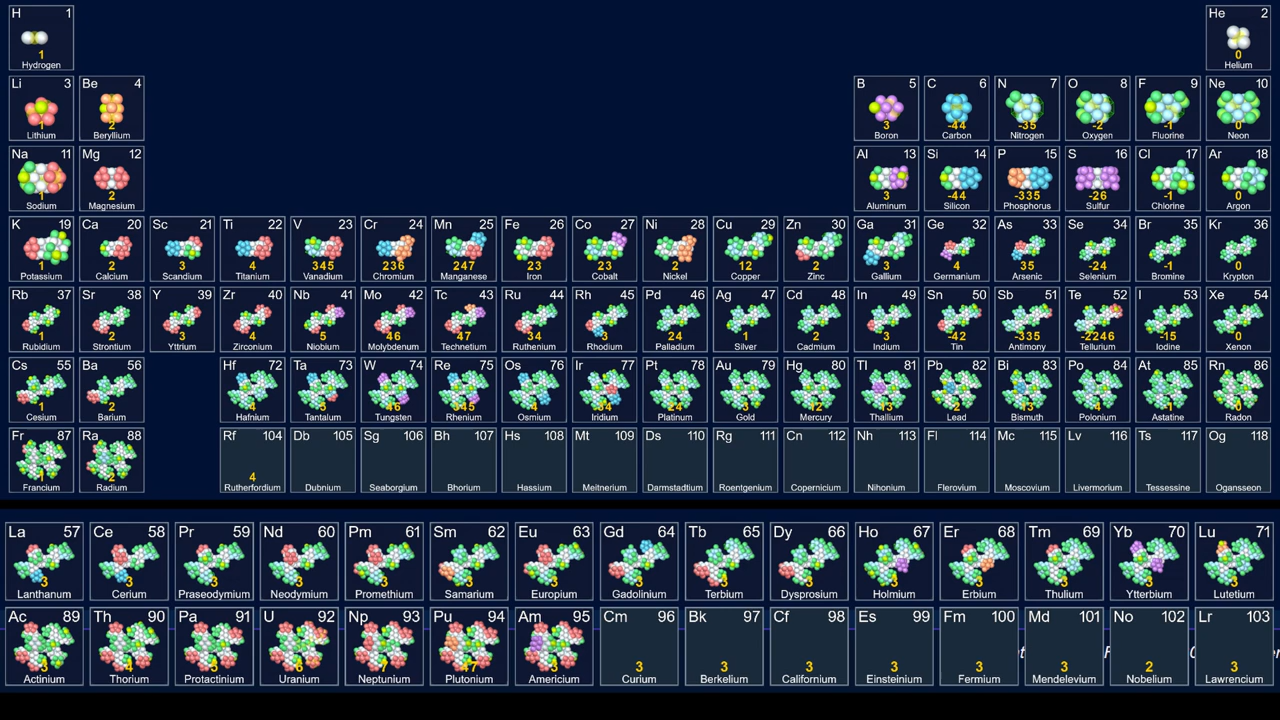 H 1
1
Hydrogen
He 2
0
Helium
Li 3
1
Lithium
Be 4
2
Beryllium
B 5
3
Boron
C 6
-44
Carbon
N 7
-35
Nitrogen
O 8
-2
Oxygen
F 9
-1
Fluorine
Ne 10
0
Neon
Na 11
1
Sodium
Mg 12
2
Magnesium
Al 13
3
Aluminum
Si 14
-44
Silicon
P 15
-335
Phosphorus
S 16
-26
Sulfur
Cl 17
-1
Chlorine
Ar 18
0
Argon
K 19
1
Potassium
Ca 20
2
Calcium
Sc 21
3
Scandium
Ti 22
4
Titanium
V 23
345
Vanadium
Cr 24
236
Chromium
Mn 25
247
Manganese
Fe 26
23
Iron
Co 27
23
Cobalt
Ni 28
2
Nickel
Cu 29
12
Copper
Zn 30
2
Zinc
Ga 31
3
Gallium
Ge 32
4
Germanium
As 33
35
Arsenic
Se 34
-24
Selenium
Br 35
-1
Bromine
Kr 36
0
Krypton
Rb 37
1
Rubidium
Sr 38
2
Strontium
Y 39
3
Yttrium
Zr 40
4
Zirconium
Nb 41
5
Niobium
Mo 42
46
Molybdenum
Tc 43
47
Technetium
Ru 44
34
Ruthenium
Rh 45
3
Rhodium
Pd 46
24
Palladium
Ag 47
1
Silver
Cd 48
2
Cadmium
In 49
3
Indium
Sn 50
-42
Tin
Sb 51
-335
Antimony
Te 52
-2246
Tellurium
I 53
-15
Iodine
Xe 54
0
Xenon
Cs 55
1
Cesium
Ba 56
2
Barium
Hf 72
Hafnium
Ta 73
5
Tantalum
W 74
46
Tungsten
Re 75
345
Rhenium
Os 76
4
Osmium
Ir 77
34
Iridium
Pt 78
24
Platinum
Au 79
Gold
Hg 80
12
Mercury
Tl 81
13
Thallium
Pb 82
2
Lead
Bi 83
13
Bismuth
Po 84
4
Polonium
At 85
-1
Astatine
Rn 86
0
Radon
Fr 87
1
Francium
Ra 88
2
Radium
Rf 104
4
Rutherfordium
Db 105
Dubnium
Sg 106
Seaborgium
Bh 107
Bhorium
Hs 108
Hassium
Mt 109
Meitnerium
Ds 110
Darmstadtium
Rg 111
Roentgenium
Cn 112
Copernicium
Nh 113
Nihonium
Fl 114
Flerovium
Mc 115
Moscovium
Lv 116
Livermorium
Ts 117
Tessessine
Og 118
Ogansseon
La 57
3
Lanthanum
Ce 58
3
Cerium
Pr 59
3
Praseodymium
Nd 60
3
Neodymium
Pm 61
3
Promethium
Sm 62
3
Samarium
Eu 63
3
Europium
Gd 64
3
Gadolinium
Tb 65
3
Terbium
Dy 66
3
Dysprosium
Ho 67
3
Holmium
Er 68
3
Erbium
Tm 69
3
Thulium
Yb 70
3
Ytterbium
Lu 71
3
Lutetium
Ac 89
3
Actinium
Th 90
4
Thorium
Pa 91
5
Protactinium
U 92
6
Uranium
Np 93
7
Neptunium
Pu 94
47
Plutonium
Am 95
3
Americium
Cm 96
3
Curium
Bk 97
3
Berkelium
Cf 98
3
Californium
Es 99
3
Einsteinium
Fm 100
3
Fermium
Md 101
3
Mendelevium
No 102
2
Nobelium
Lr 103
3
Lawrencium